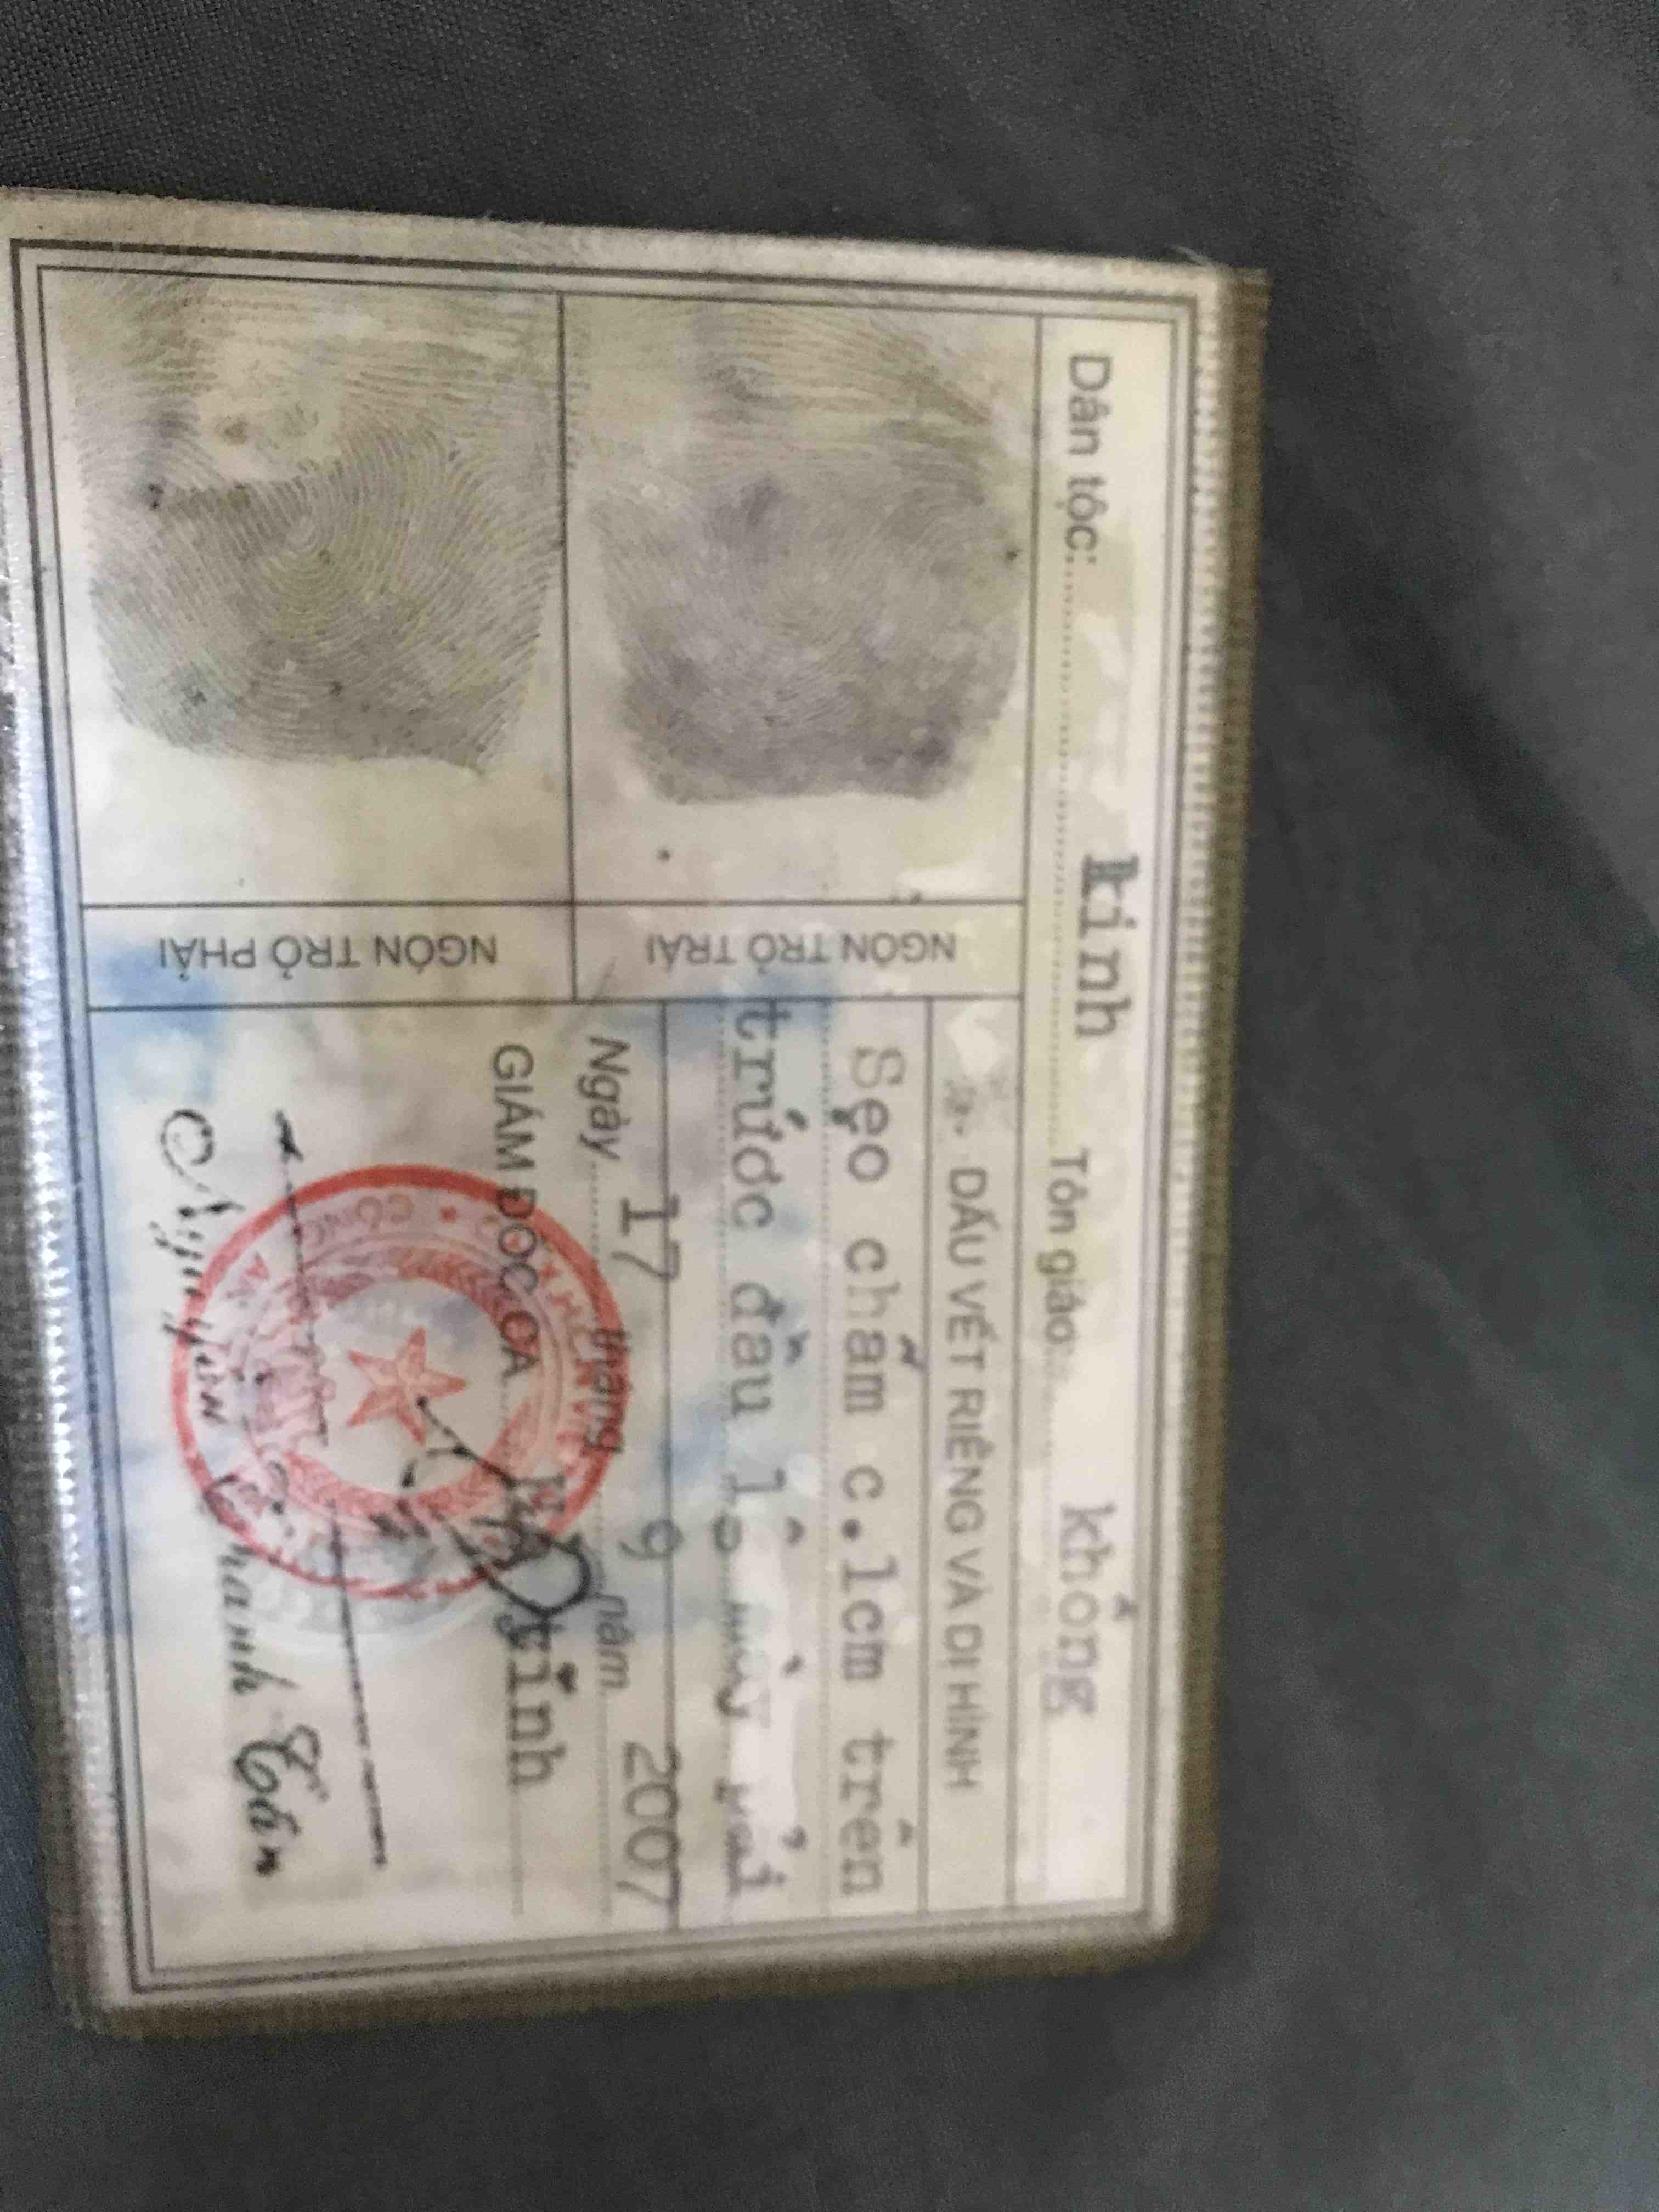 Dân tộc: kinh Tôn giáo: không
NGÓN TRỎ TRÁI
DẤU VẾT RIÊNG VÀ DỊ HÌNH
Sẹo chấm c.1cm trên
trước đầu
Ngày 17 tháng 9 năm 2007
GIÁM ĐỐC CA
NGÓN TRỎ PHẢI
Nguyễn